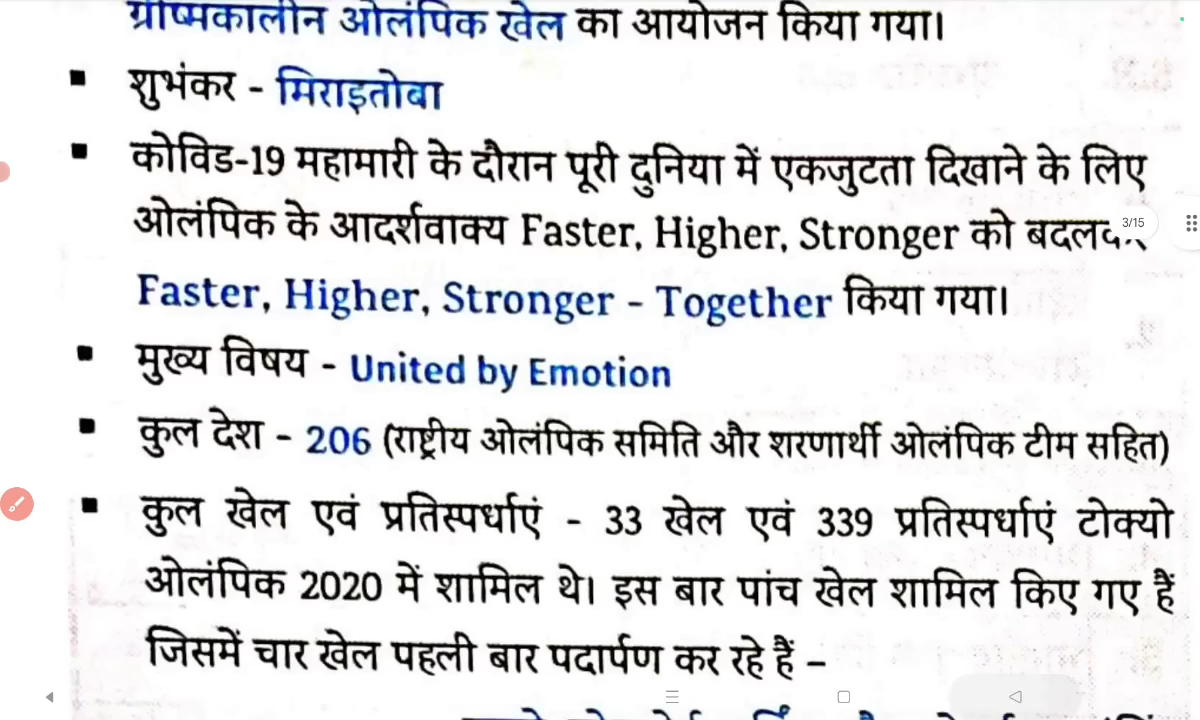 ग्रीष्मकालीन ओलंपिक खेल का आयोजन किया गया।
▪ शुभंकर - मिराइतोवा
▪ कोविड-19 महामारी के दौरान पूरी दुनिया में एकजुटता दिखाने के लिए
ओलंपिक के आदर्शवाक्य Faster, Higher, Stronger को
3/15
Faster, Higher, Stronger – Together किया गया।
▪ मुख्य विषय - United by Emotion
▪ कुल देश - 206 (राष्ट्रीय ओलंपिक समिति और शरणार्थी ओलंपिक टीम सहित)
▪ कुल खेल एवं प्रतिस्पर्धाएं - 33 खेल एवं 339 प्रतिस्पर्धाएं टोक्यो
ओलंपिक 2020 में शामिल थे। इस बार पांच खेल शामिल किए गए हैं
जिसमें चार खेल पहली बार पदार्पण कर रहे हैं –